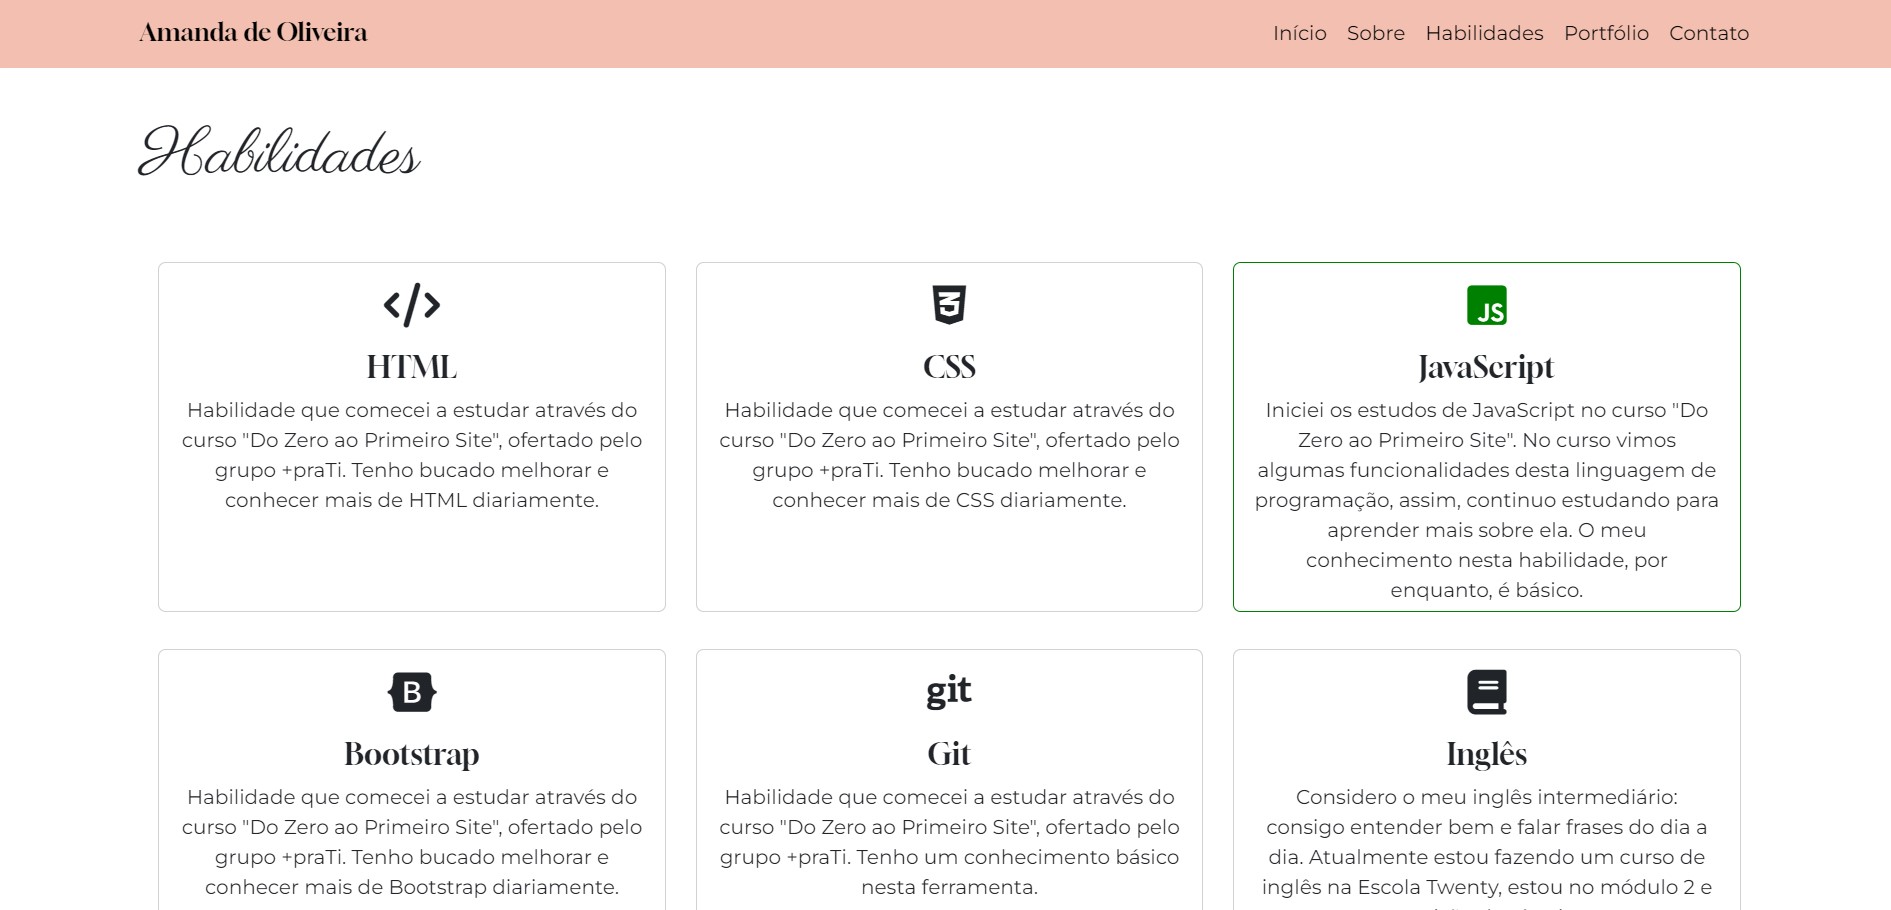 Amanda de Oliveira
Início Sobre Habilidades Portfólio Contato
Habilidades
HTML
Habilidade que comecei a estudar através do
curso "Do Zero ao Primeiro Site", ofertado pelo
grupo +praTi. Tenho bucado melhorar e
conhecer mais de HTML diariamente.
CSS
Habilidade que comecei a estudar através do
curso "Do Zero ao Primeiro Site", ofertado pelo
grupo +praTi. Tenho bucado melhorar e
conhecer mais de CSS diariamente.
JS
JavaScript
Iniciei os estudos de JavaScript no curso "Do
Zero ao Primeiro Site". No curso vimos
algumas funcionalidades desta linguagem de
programação, assim, continuo estudando para
aprender mais sobre ela. O meu
conhecimento nesta habilidade, por
enquanto, é básico.
B
Bootstrap
Habilidade que comecei a estudar através do
curso "Do Zero ao Primeiro Site", ofertado pelo
grupo +praTi. Tenho bucado melhorar e
conhecer mais de Bootstrap diariamente.
git
Git
Habilidade que comecei a estudar através do
curso "Do Zero ao Primeiro Site", ofertado pelo
grupo +praTi. Tenho um conhecimento básico
nesta ferramenta.
Inglês
Considero o meu inglês intermediário:
consigo entender bem e falar frases do dia a
dia. Atualmente estou fazendo um curso de
inglês na Escola Twenty, estou no módulo 2 e